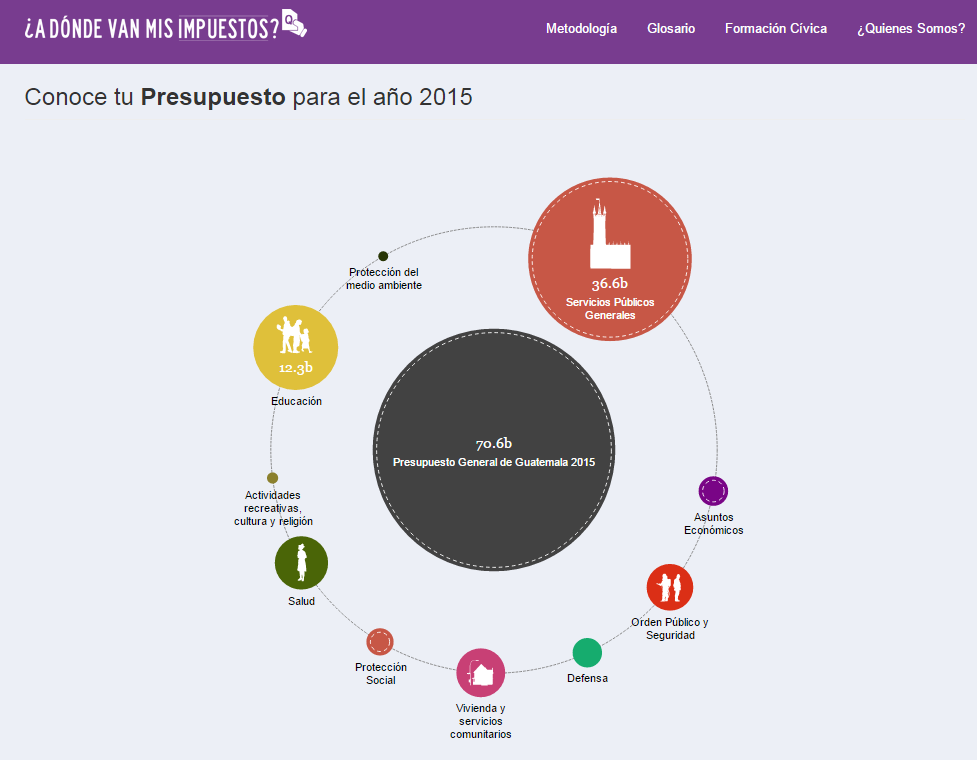 ¿A DÓNDE VAN MIS IMPUESTOS?
QS
Metodología
Glosario
Formación Cívica
¿Quienes Somos?
Conoce tu Presupuesto para el año 2015
36.6b
Servicios Públicos
Generales
Protección del
medio ambiente
12.3b
Educación
70.6b
Presupuesto General de Guatemala 2015
Actividades
recreativas,
cultura y religión
Asuntos
Económicos
Salud
Orden Público y
Seguridad
Protección
Social
Defensa
Vivienda y
servicios
comunitarios